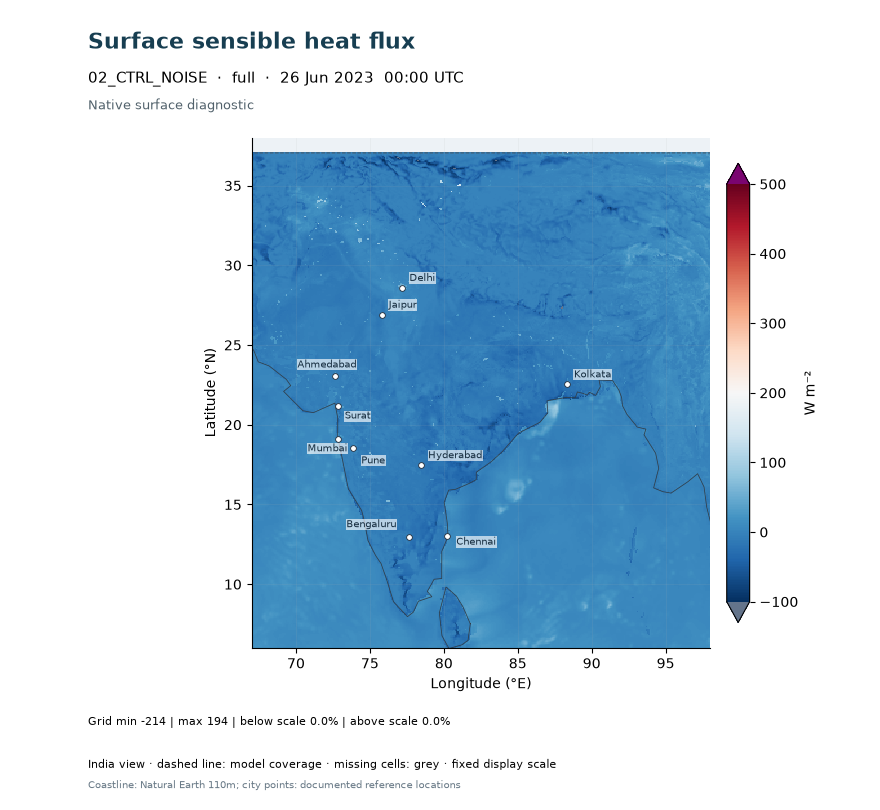 Surface sensible heat flux
02_CTRL_NOISE · full · 26 Jun 2023 00:00 UTC
Native surface diagnostic
35
30
25
20
15
10
Latitude (°N)
Delhi
Jaipur
Ahmedabad
Kolkata
Surat
Mumbai
Pune
Hyderabad
Bengaluru
Chennai
70 75 80 85 90 95
Longitude (°E)
500
400
300
200
100
0
−100
W m⁻²
Grid min -214 | max 194 | below scale 0.0% | above scale 0.0%
India view · dashed line: model coverage · missing cells: grey · fixed display scale
Coastline: Natural Earth 110m; city points: documented reference locations